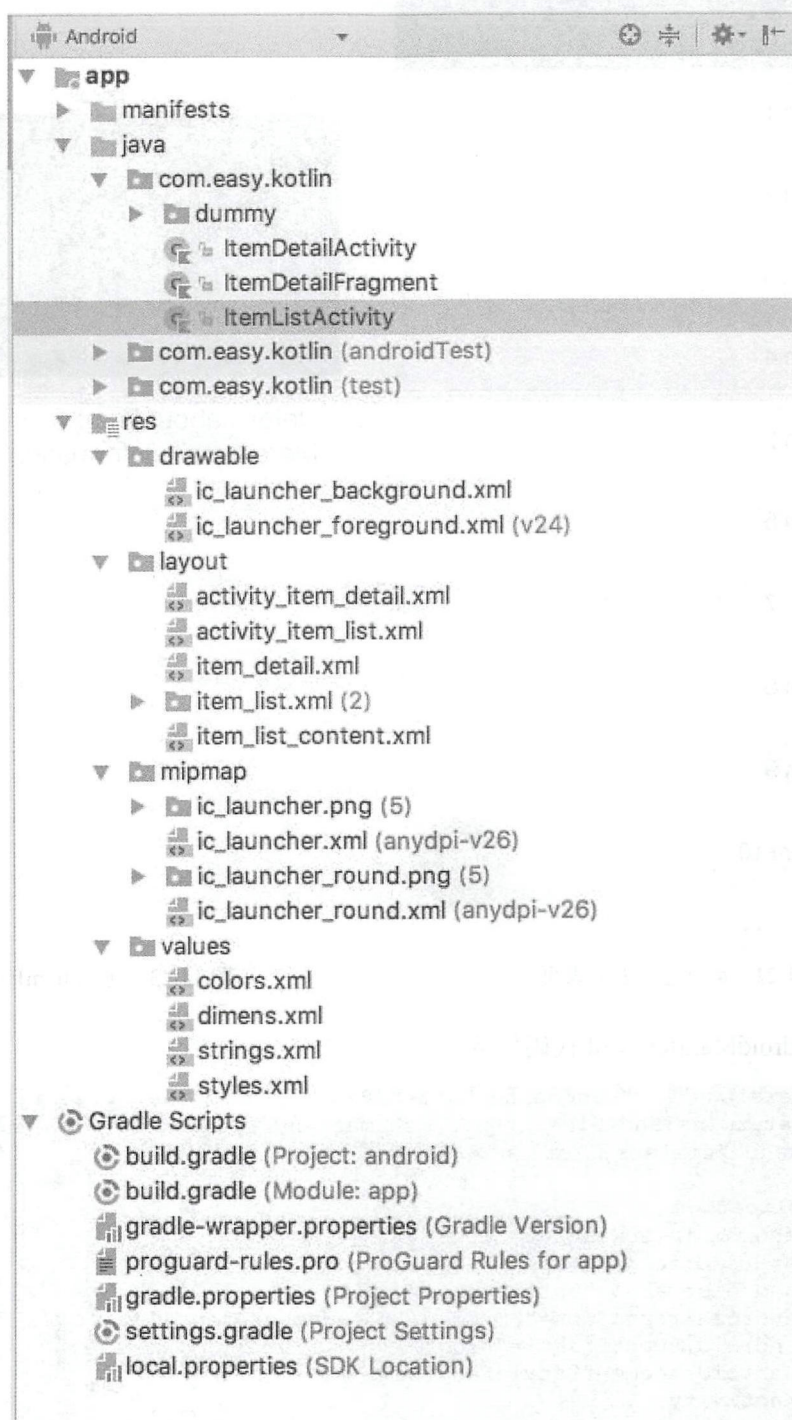 Android
app
manifests
java
com.easy.kotlin
dummy
ItemDetailActivity
ItemDetailFragment
ItemListActivity
com.easy.kotlin (androidTest)
com.easy.kotlin (test)
res
drawable
ic_launcher_background.xml
ic_launcher_foreground.xml (v24)
layout
activity_item_detail.xml
activity_item_list.xml
item_detail.xml
item_list.xml (2)
item_list_content.xml
mipmap
ic_launcher.png (5)
ic_launcher.xml (anydpi-v26)
ic_launcher_round.png (5)
ic_launcher_round.xml (anydpi-v26)
values
colors.xml
dimens.xml
strings.xml
styles.xml
Gradle Scripts
build.gradle (Project: android)
build.gradle (Module: app)
gradle-wrapper.properties (Gradle Version)
proguard-rules.pro (ProGuard Rules for app)
gradle.properties (Project Properties)
settings.gradle (Project Settings)
local.properties (SDK Location)